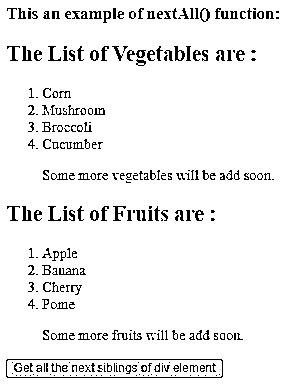 This an example of nextAll() function:
The List of Vegetables are :
1. Corn
2. Mushroom
3. Broccoli
4. Cucumber
Some more vegetables will be add soon.
The List of Fruits are :
1. Apple
2. Banana
3. Cherry
4. Pome
Some more fruits will be add soon.
Get all the next siblings of div element